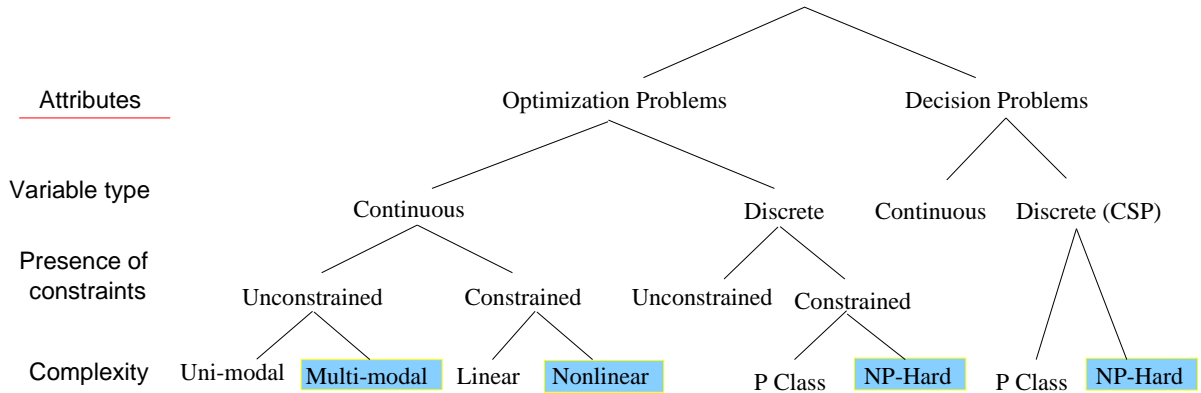 Attributes Optimization Problems Decision Problems
Variable type Continuous Discrete Continuous Discrete (CSP)
Presence of
constraints Unconstrained Constrained Unconstrained Constrained
Complexity Uni-modal Multi-modal Linear Nonlinear P Class NP-Hard P Class NP-Hard